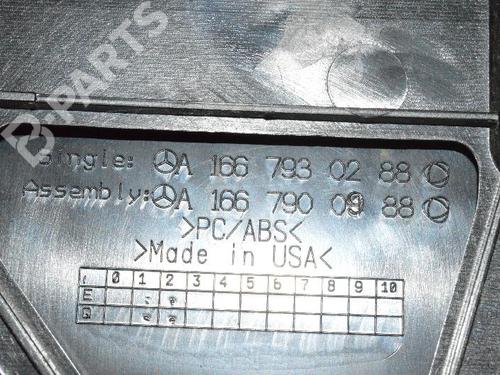 B-PARTS
Single: A 166 793 02 88
Assembly: A 166 790 09 88
>PC/ABS<
>Made in USA<
0 1 2 3 4 5 6 7 8 9 10
E
Q